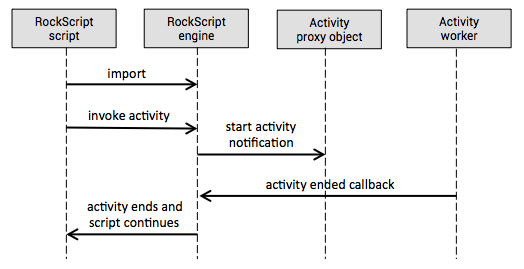 RockScript
script
RockScript
engine
Activity
proxy object
Activity
worker
import
invoke activity
start activity
notification
activity ended callback
activity ends and
script continues